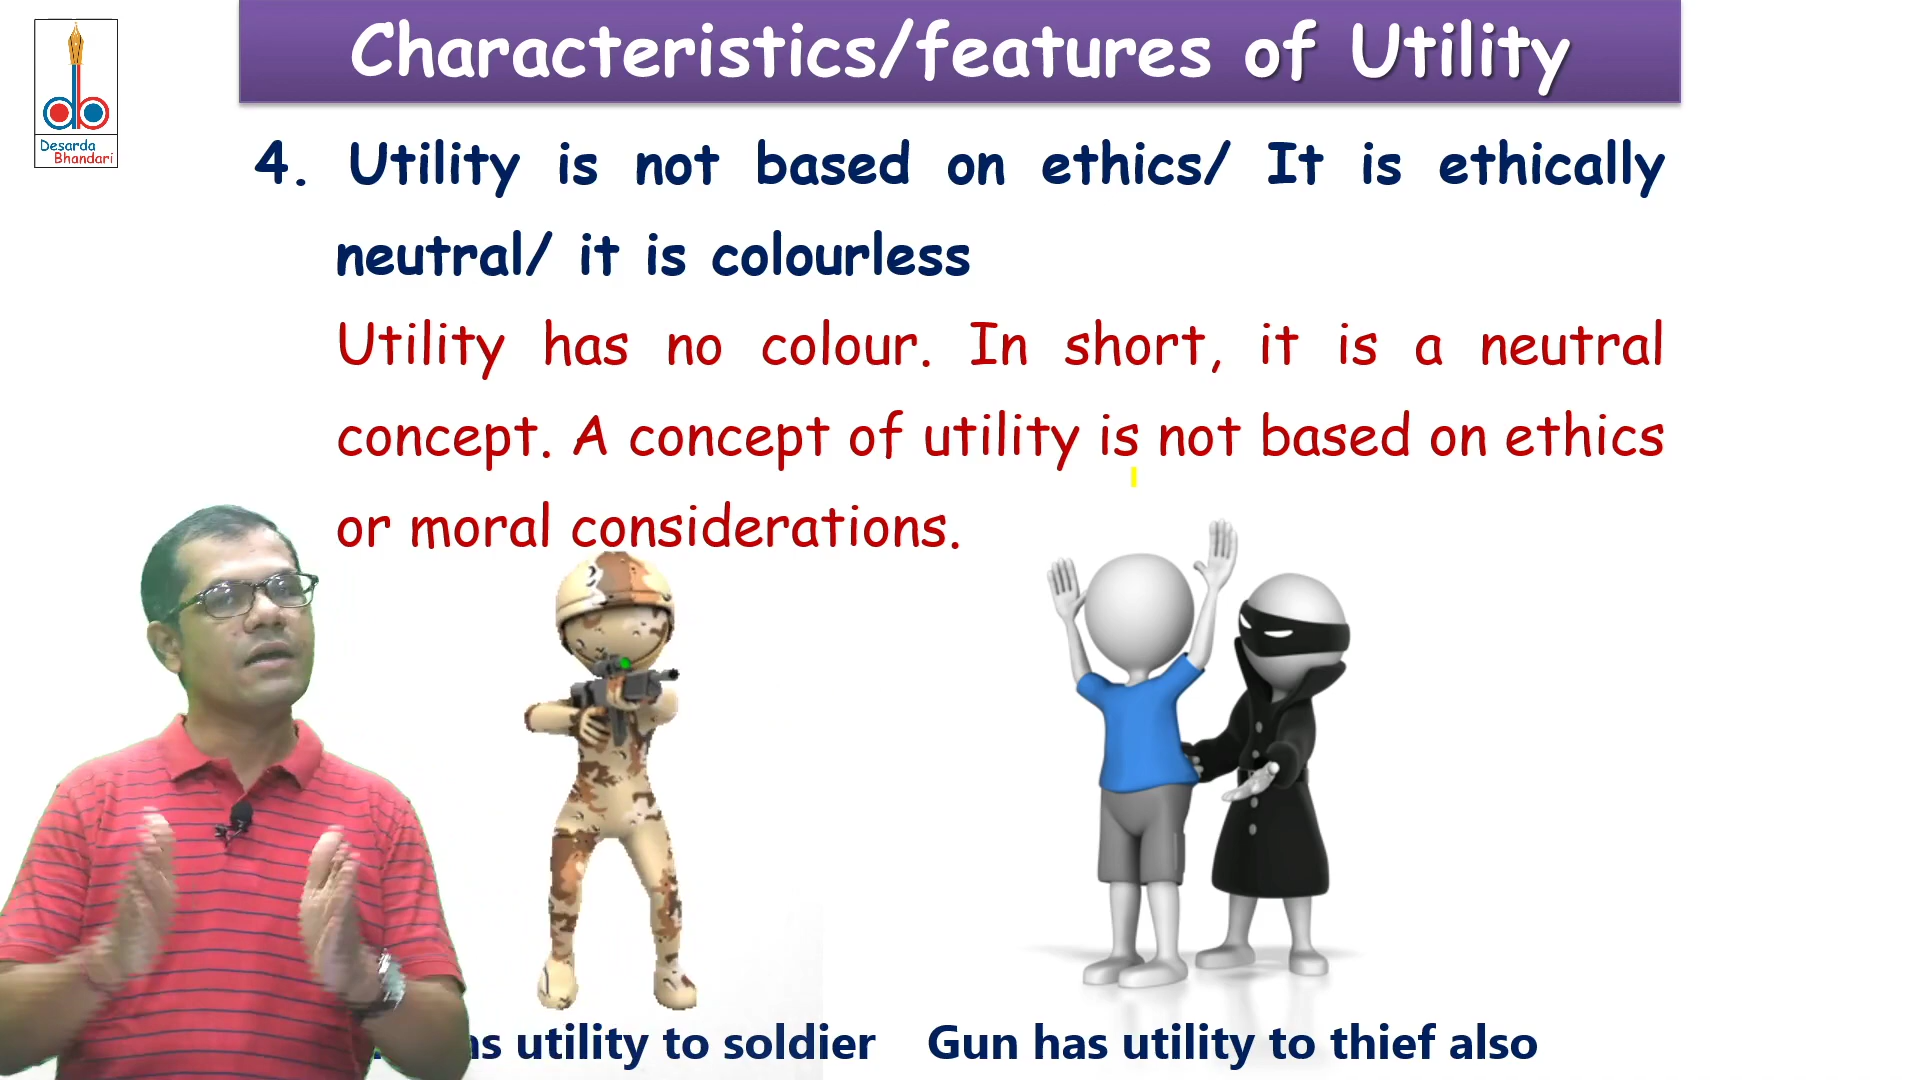 Characteristics/features of Utility
Desarda
Bhandari
4. Utility is not based on ethics/ It is ethically
neutral/ it is colourless
Utility has no colour. In short, it is a neutral
concept. A concept of utility is not based on ethics
or moral considerations.
utility to soldier
Gun has utility to thief also